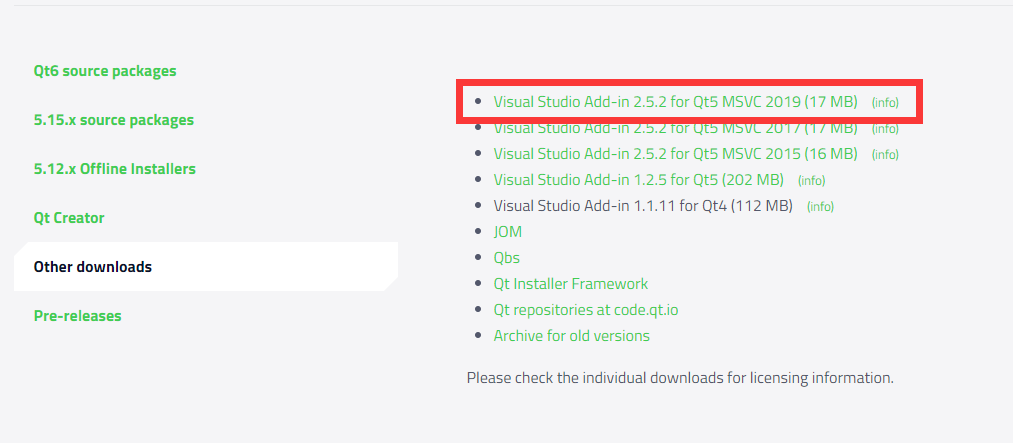 Qt6 source packages
5.15.x source packages
5.12.x Offline Installers
Qt Creator
Other downloads
Pre-releases
Visual Studio Add-in 2.5.2 for Qt5 MSVC 2019 (17 MB) (info)
Visual Studio Add-in 2.5.2 for Qt5 MSVC 2017 (17 MB) (info)
Visual Studio Add-in 2.5.2 for Qt5 MSVC 2015 (16 MB) (info)
Visual Studio Add-in 1.2.5 for Qt5 (202 MB) (info)
Visual Studio Add-in 1.1.11 for Qt4 (112 MB) (info)
JOM
Qbs
Qt Installer Framework
Qt repositories at code.qt.io
Archive for old versions
Please check the individual downloads for licensing information.